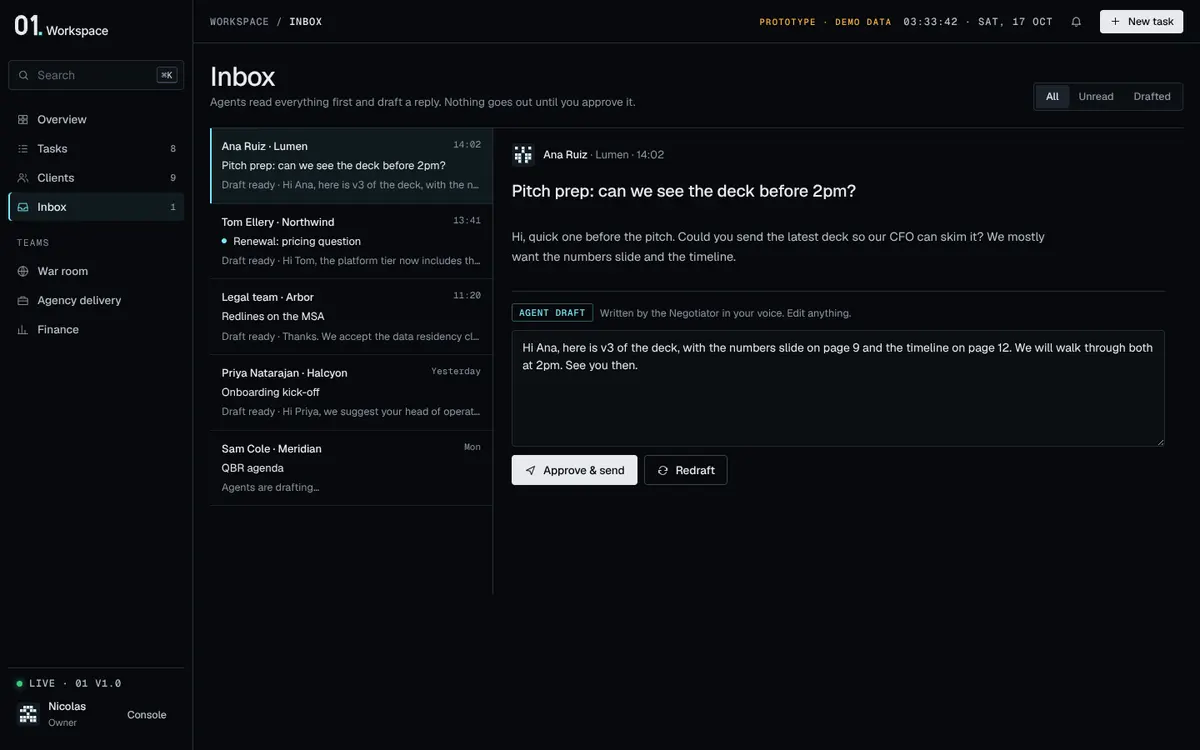 01. Workspace
Search ⌘K
Overview
Tasks 8
Clients 9
Inbox 1
TEAMS
War room
Agency delivery
Finance
LIVE · 01 V1.0
Nicolas
Owner
Console
WORKSPACE / INBOX
PROTOTYPE · DEMO DATA
03:33:42 · SAT, 17 OCT
New task
Inbox
Agents read everything first and draft a reply. Nothing goes out until you approve it.
All Unread Drafted
Ana Ruiz · Lumen 14:02
Pitch prep: can we see the deck before 2pm?
Draft ready · Hi Ana, here is v3 of the deck, with the n…
Tom Ellery · Northwind 13:41
Renewal: pricing question
Draft ready · Hi Tom, the platform tier now includes th…
Legal team · Arbor 11:20
Redlines on the MSA
Draft ready · Thanks. We accept the data residency cl…
Priya Natarajan · Halcyon Yesterday
Onboarding kick-off
Draft ready · Hi Priya, we suggest your head of operat…
Sam Cole · Meridian Mon
QBR agenda
Agents are drafting…
Ana Ruiz · Lumen · 14:02
Pitch prep: can we see the deck before 2pm?
Hi, quick one before the pitch. Could you send the latest deck so our CFO can skim it? We mostly
want the numbers slide and the timeline.
AGENT DRAFT Written by the Negotiator in your voice. Edit anything.
Hi Ana, here is v3 of the deck, with the numbers slide on page 9 and the timeline on page 12. We will walk through both
at 2pm. See you then.
Approve & send
Redraft